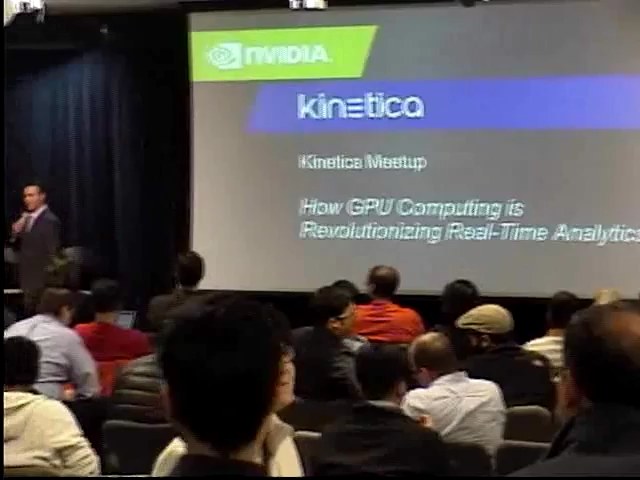 NVIDIA.
kinetica
Kinetica Meetup
How GPU Computing is
Revolutionizing Real-Time Analytics